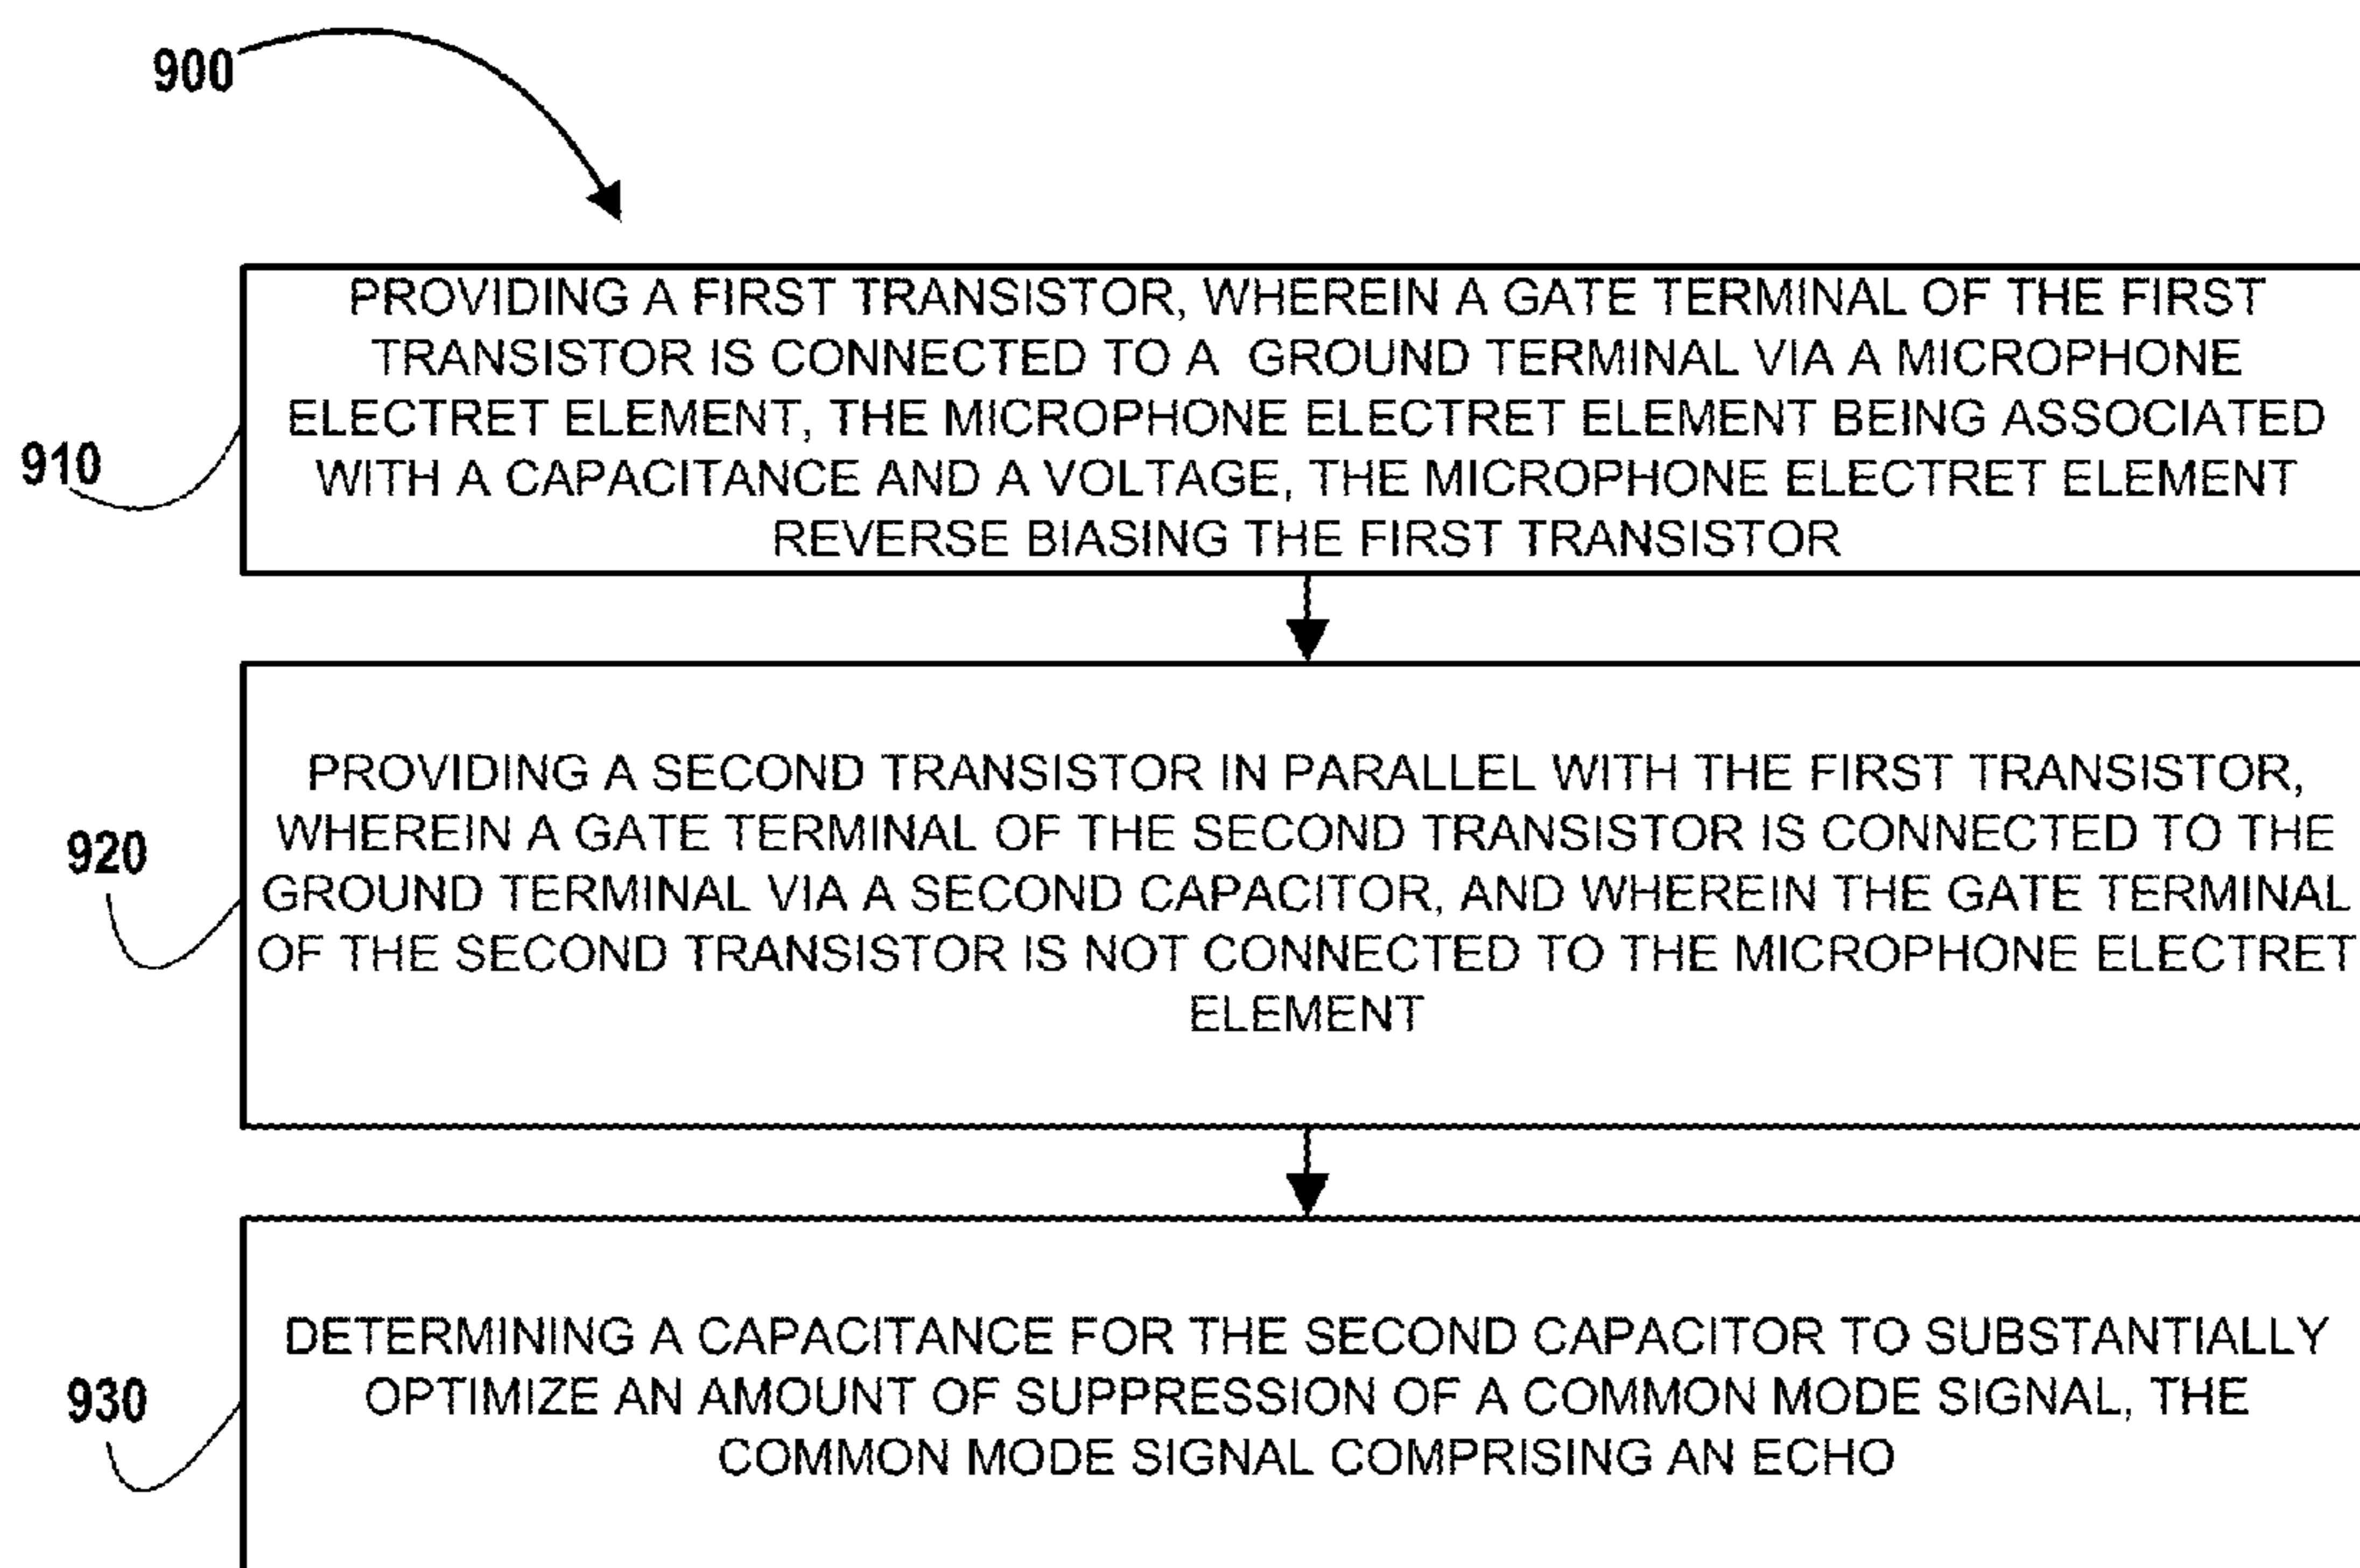 900
PROVIDING A FIRST TRANSISTOR, WHEREIN A GATE TERMINAL OF THE FIRST
TRANSISTOR IS CONNECTED TO A GROUND TERMINAL VIA A MICROPHONE
ELECTRET ELEMENT, THE MICROPHONE ELECTRET ELEMENT BEING ASSOCIATED
WITH A CAPACITANCE AND A VOLTAGE, THE MICROPHONE ELECTRET ELEMENT
REVERSE BIASING THE FIRST TRANSISTOR
910
PROVIDING A SECOND TRANSISTOR IN PARALLEL WITH THE FIRST TRANSISTOR,
WHEREIN A GATE TERMINAL OF THE SECOND TRANSISTOR IS CONNECTED TO THE
GROUND TERMINAL VIA A SECOND CAPACITOR, AND WHEREIN THE GATE TERMINAL
OF THE SECOND TRANSISTOR IS NOT CONNECTED TO THE MICROPHONE ELECTRET
ELEMENT
920
DETERMINING A CAPACITANCE FOR THE SECOND CAPACITOR TO SUBSTANTIALLY
OPTIMIZE AN AMOUNT OF SUPPRESSION OF A COMMON MODE SIGNAL, THE
COMMON MODE SIGNAL COMPRISING AN ECHO
930